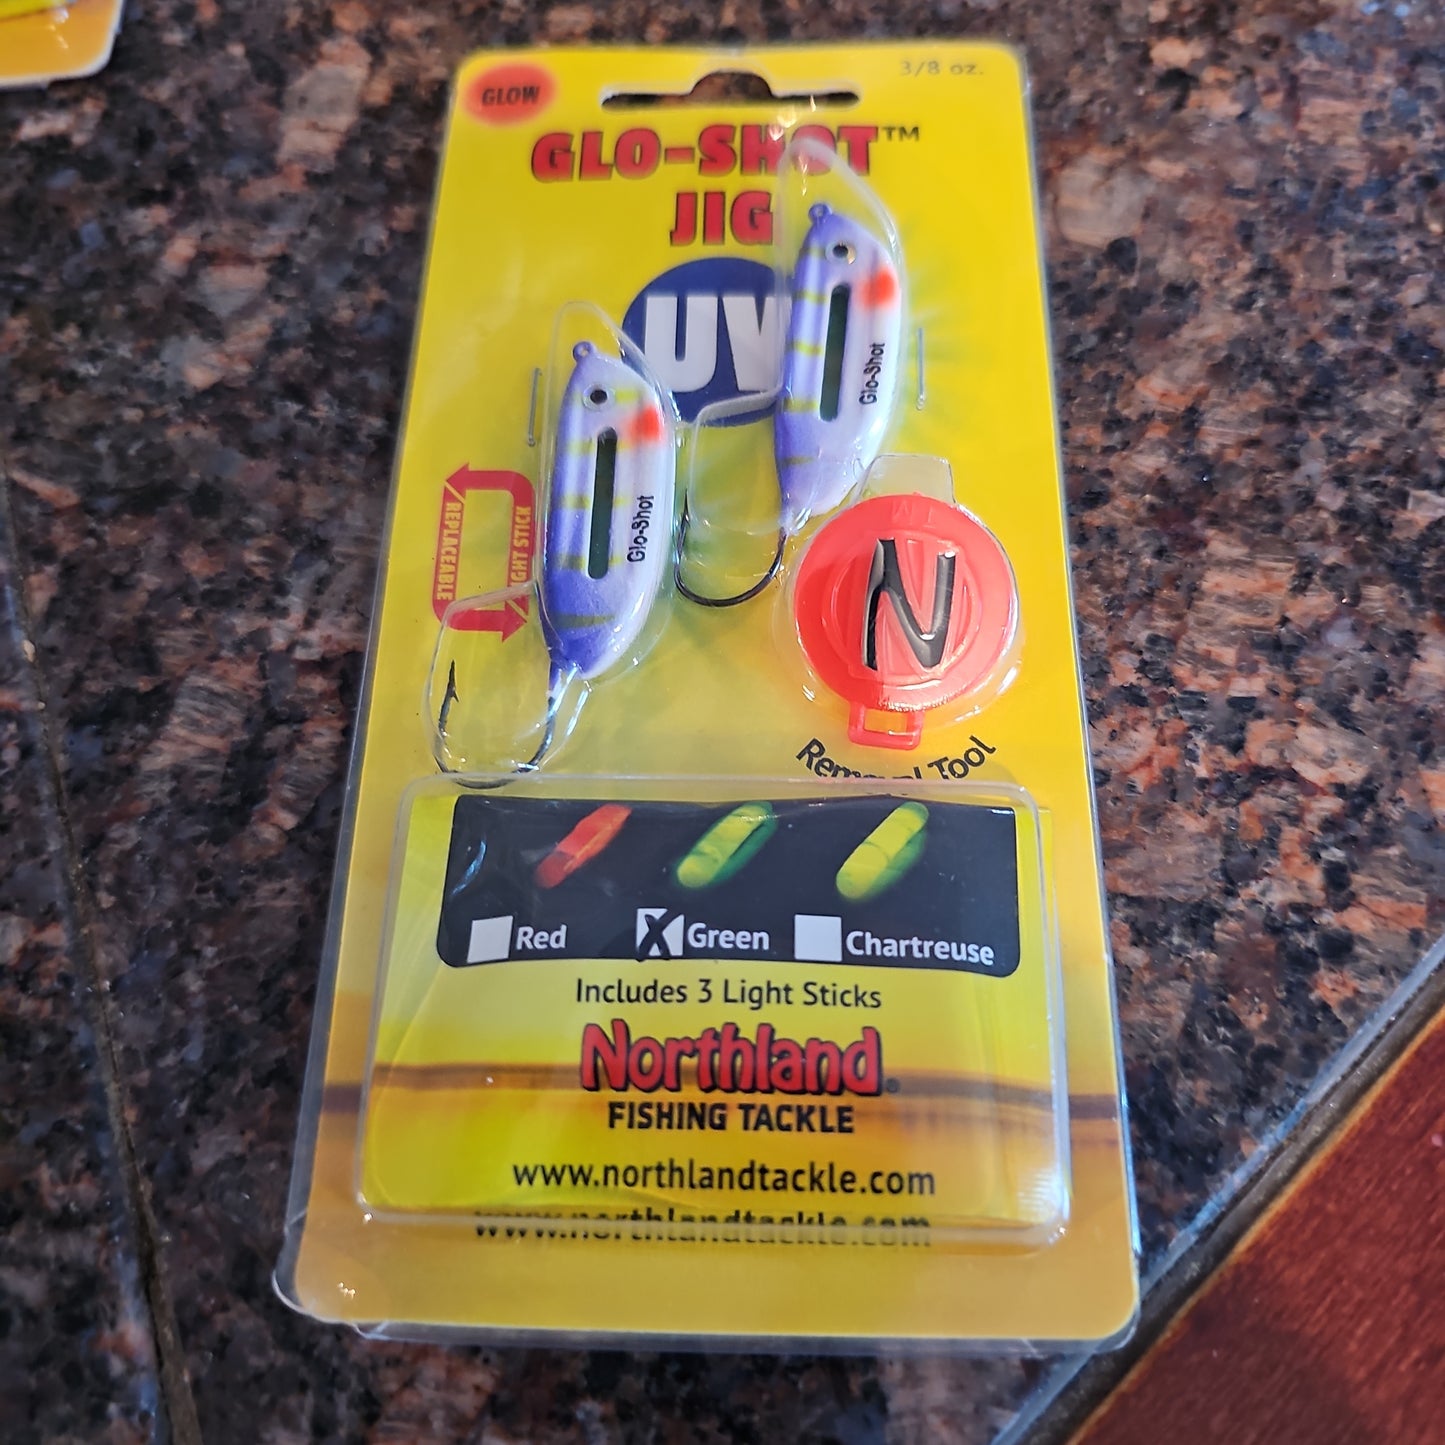 3/8 oz.
GLOW
GLO-SHOT™
JIG
UV
Glo-Shot
Glo-Shot
REPLACEABLE
LIGHT STICK
TM
N
Removal Tool
Red
Green
Chartreuse
Includes 3 Light Sticks
Northland®
FISHING TACKLE
www.northlandtackle.com
www.northlandtackle.com